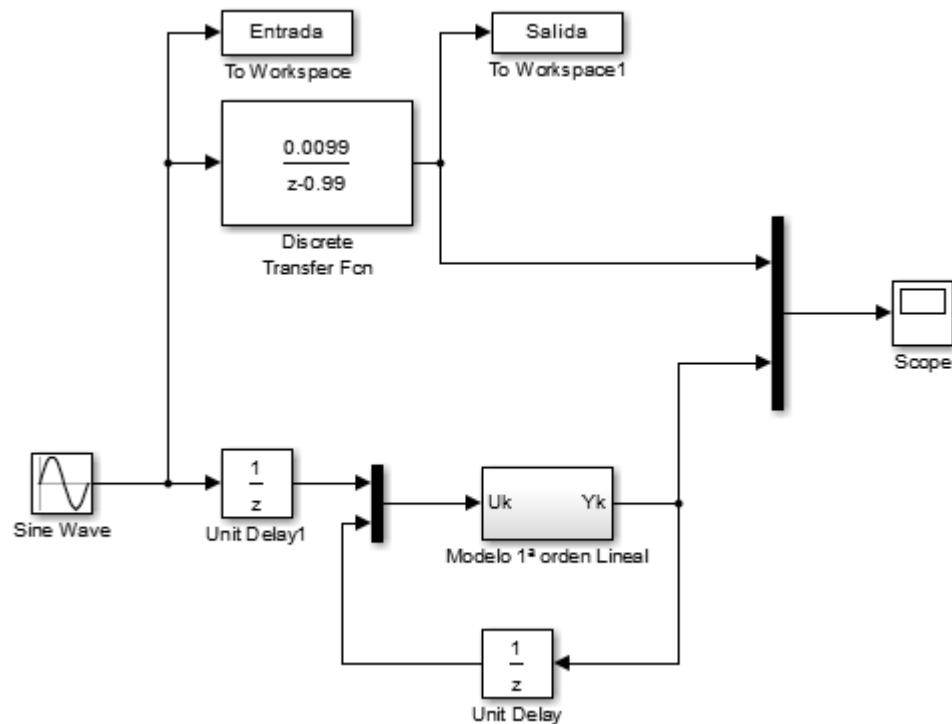 Entrada
To Workspace
Salida
To Workspace1
0.0099
z-0.99
Discrete
Transfer Fcn
Scope
Sine Wave
1
z
Unit Delay1
Uk
Yk
Modelo 1ª orden Lineal
1
z
Unit Delay